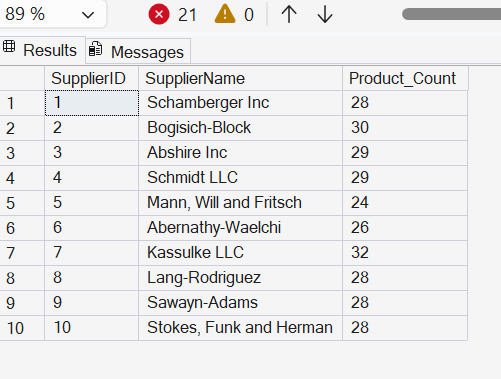 89 % 21 0
Results Messages
SupplierID SupplierName Product_Count
1 1 Schamberger Inc 28
2 2 Bogisich-Block 30
3 3 Abshire Inc 29
4 4 Schmidt LLC 29
5 5 Mann, Will and Fritsch 24
6 6 Abernathy-Waelchi 26
7 7 Kassulke LLC 32
8 8 Lang-Rodriguez 28
9 9 Sawayn-Adams 28
10 10 Stokes, Funk and Herman 28